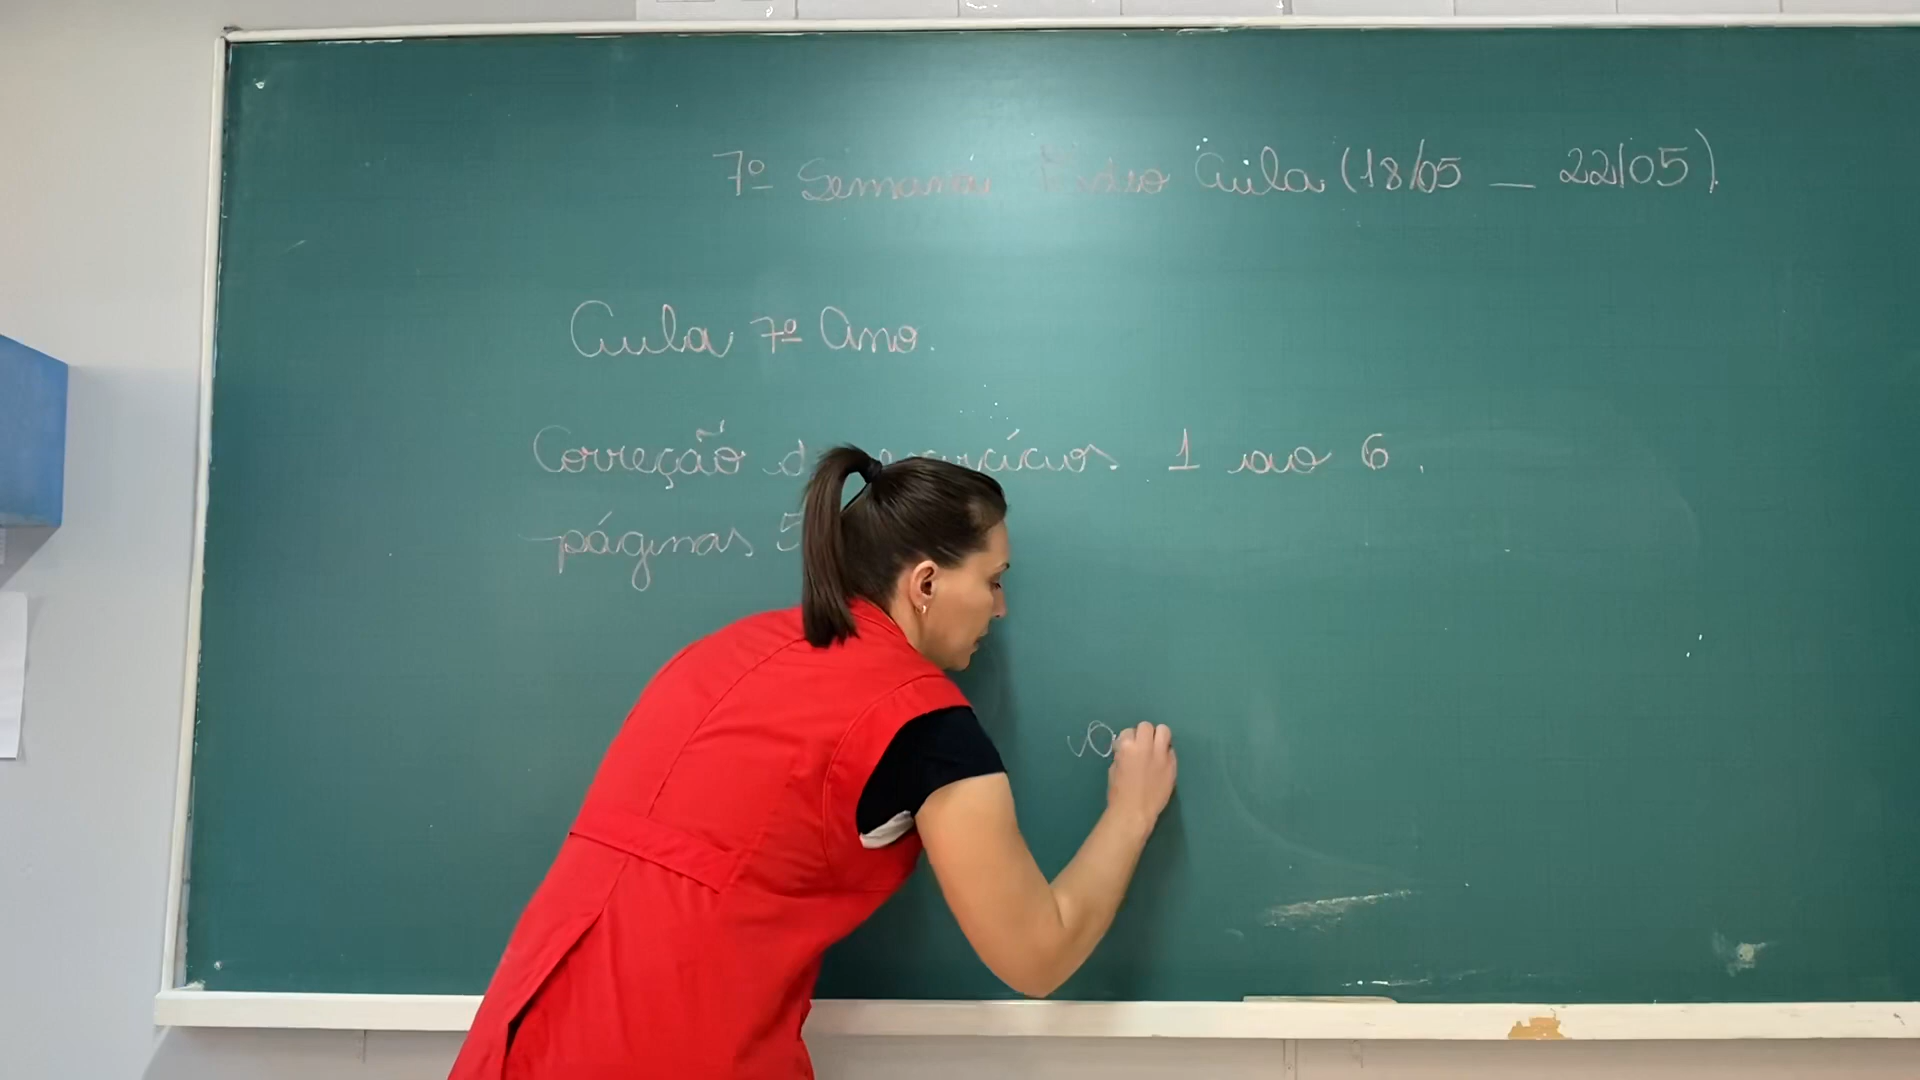 7º Semana Vídeo Aula (18/05 — 22/05).
Aula 7º Ano.
Correção d exercícios 1 ao 6.
páginas 5